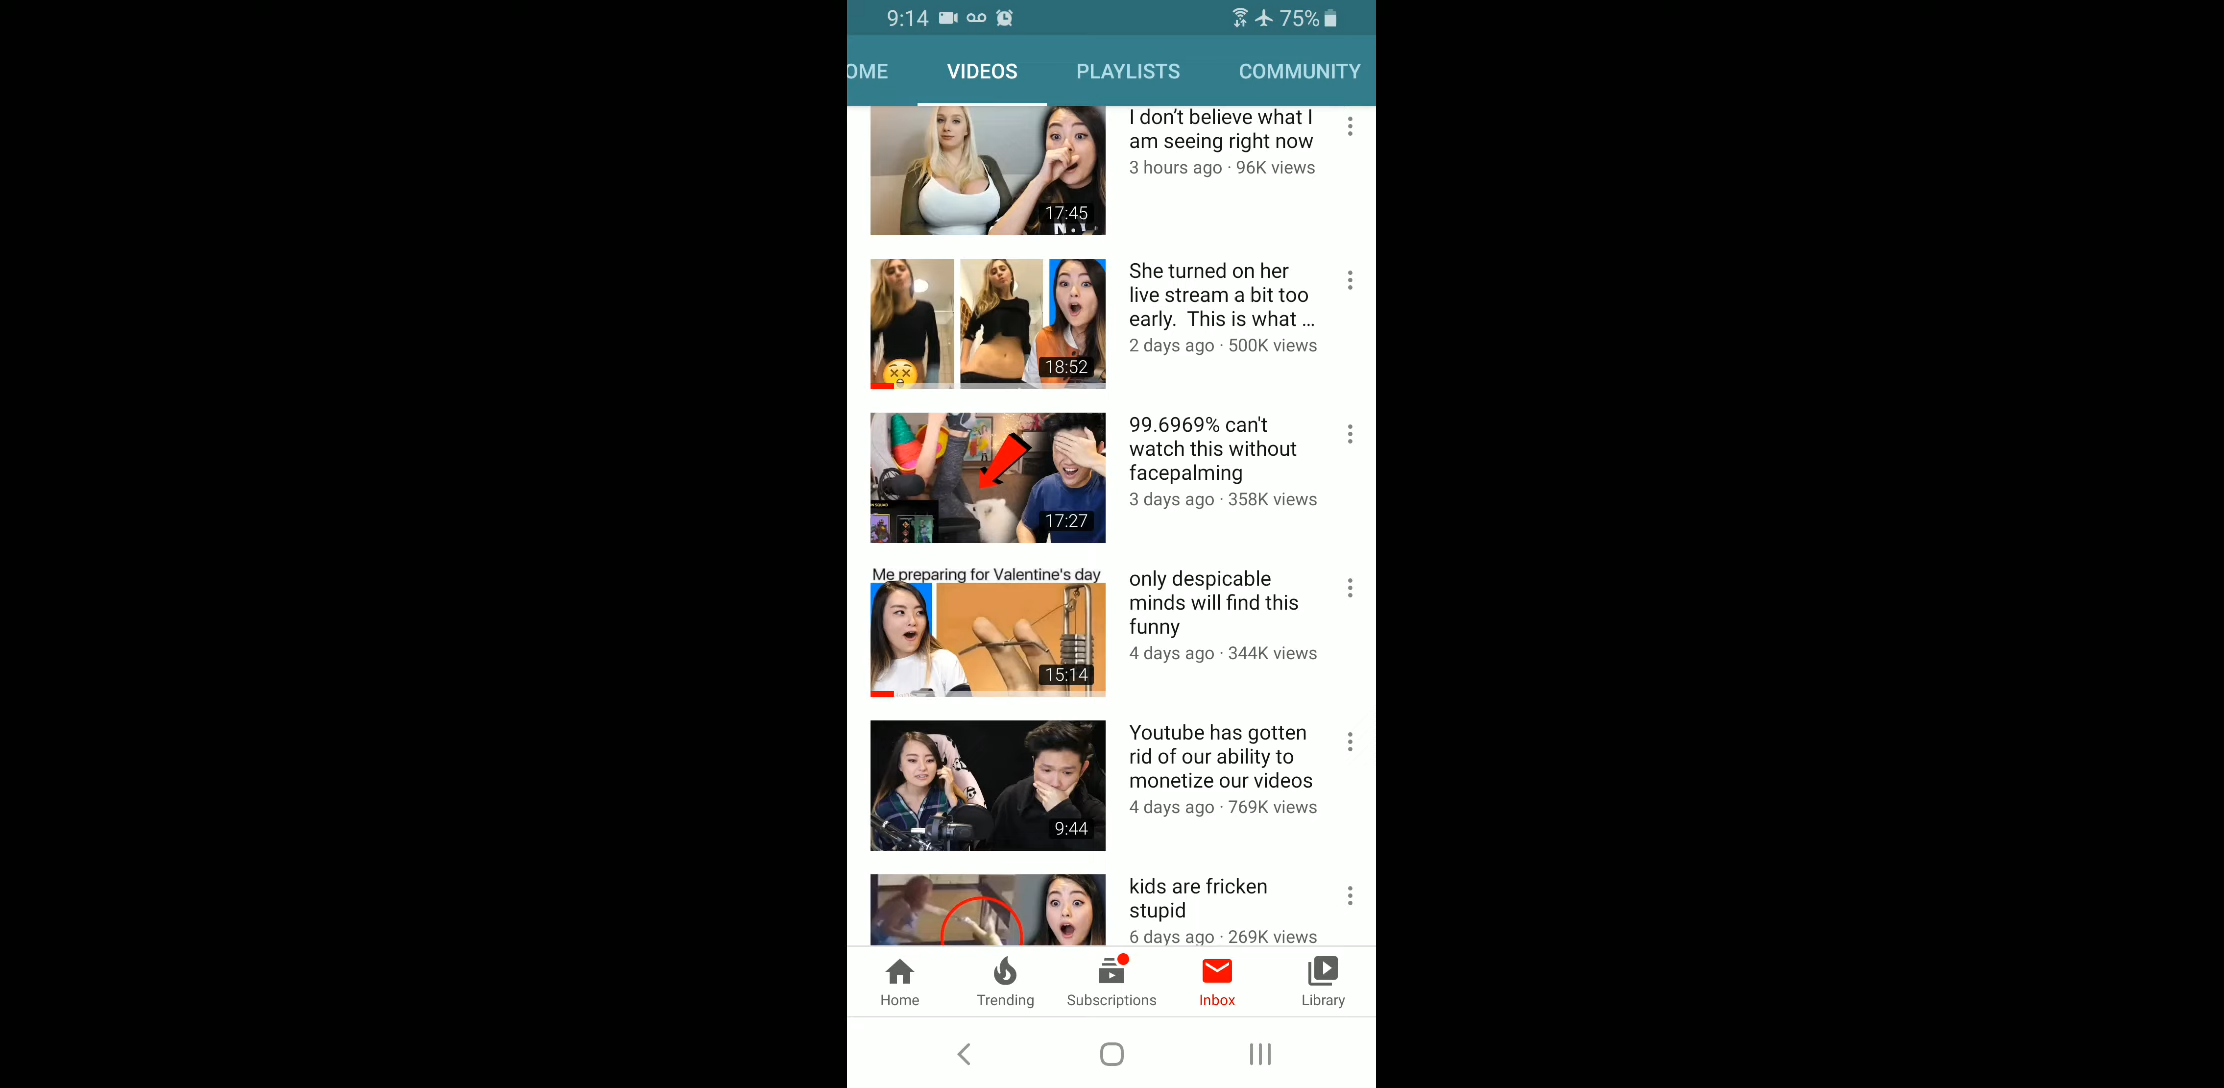 9:14
75%
OME VIDEOS PLAYLISTS COMMUNITY
I don’t believe what I
am seeing right now
3 hours ago · 96K views
17:45
N.Y.
She turned on her
live stream a bit too
early.  This is what ...
2 days ago · 500K views
18:52
99.6969% can't
watch this without
facepalming
3 days ago · 358K views
17:27
Me preparing for Valentine's day
only despicable
minds will find this
funny
4 days ago · 344K views
15:14
Youtube has gotten
rid of our ability to
monetize our videos
4 days ago · 769K views
9:44
kids are fricken
stupid
6 days ago · 269K views
Home Trending Subscriptions Inbox Library